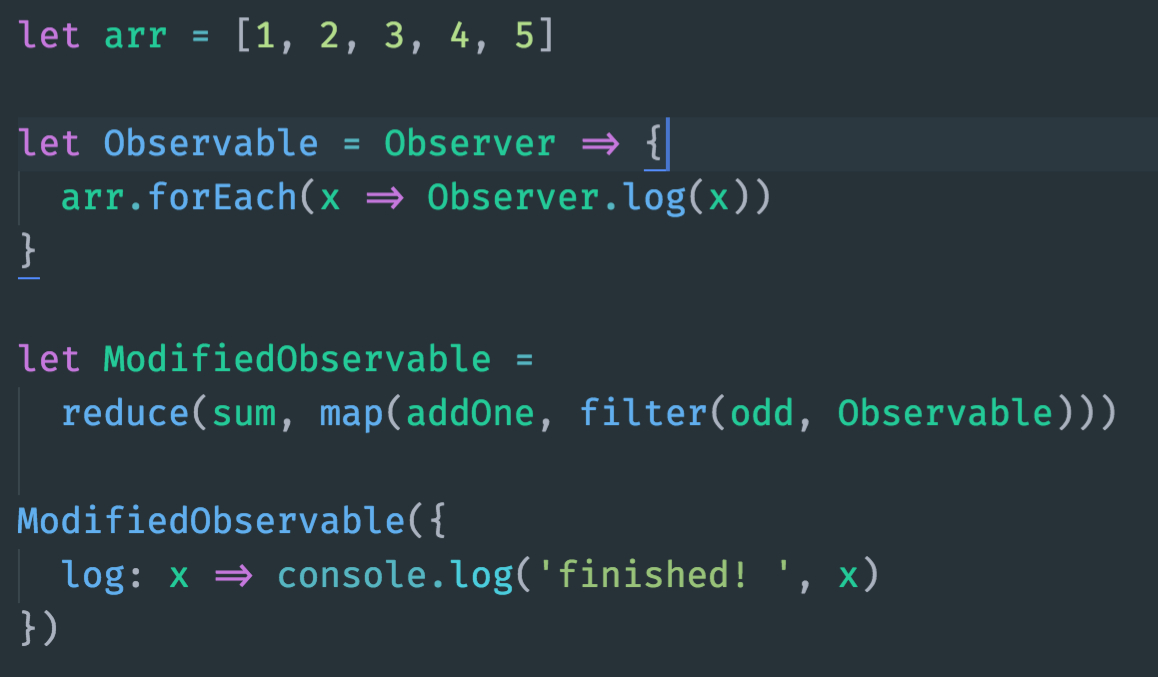 let arr = [1, 2, 3, 4, 5]
let Observable = Observer => {
arr.forEach(x => Observer.log(x))
}
let ModifiedObservable =
reduce(sum, map(addOne, filter(odd, Observable)))
ModifiedObservable({
log: x => console.log('finished! ', x)
})